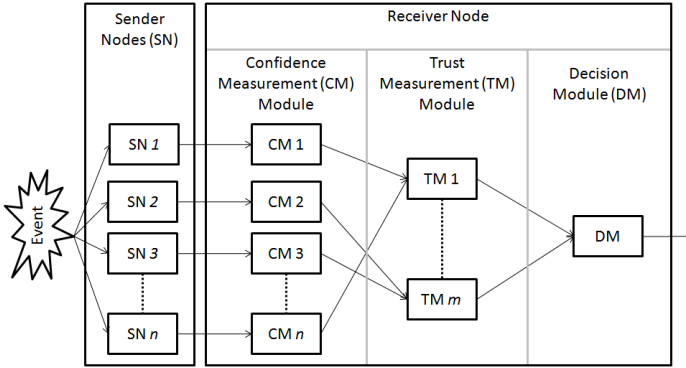 Sender
Nodes (SN)
Receiver Node
Confidence
Measurement (CM)
Module
Trust
Measurement (TM)
Module
Decision
Module (DM)
Event
SN 1
SN 2
SN 3
SN n
CM 1
CM 2
CM 3
CM n
TM 1
TM m
DM